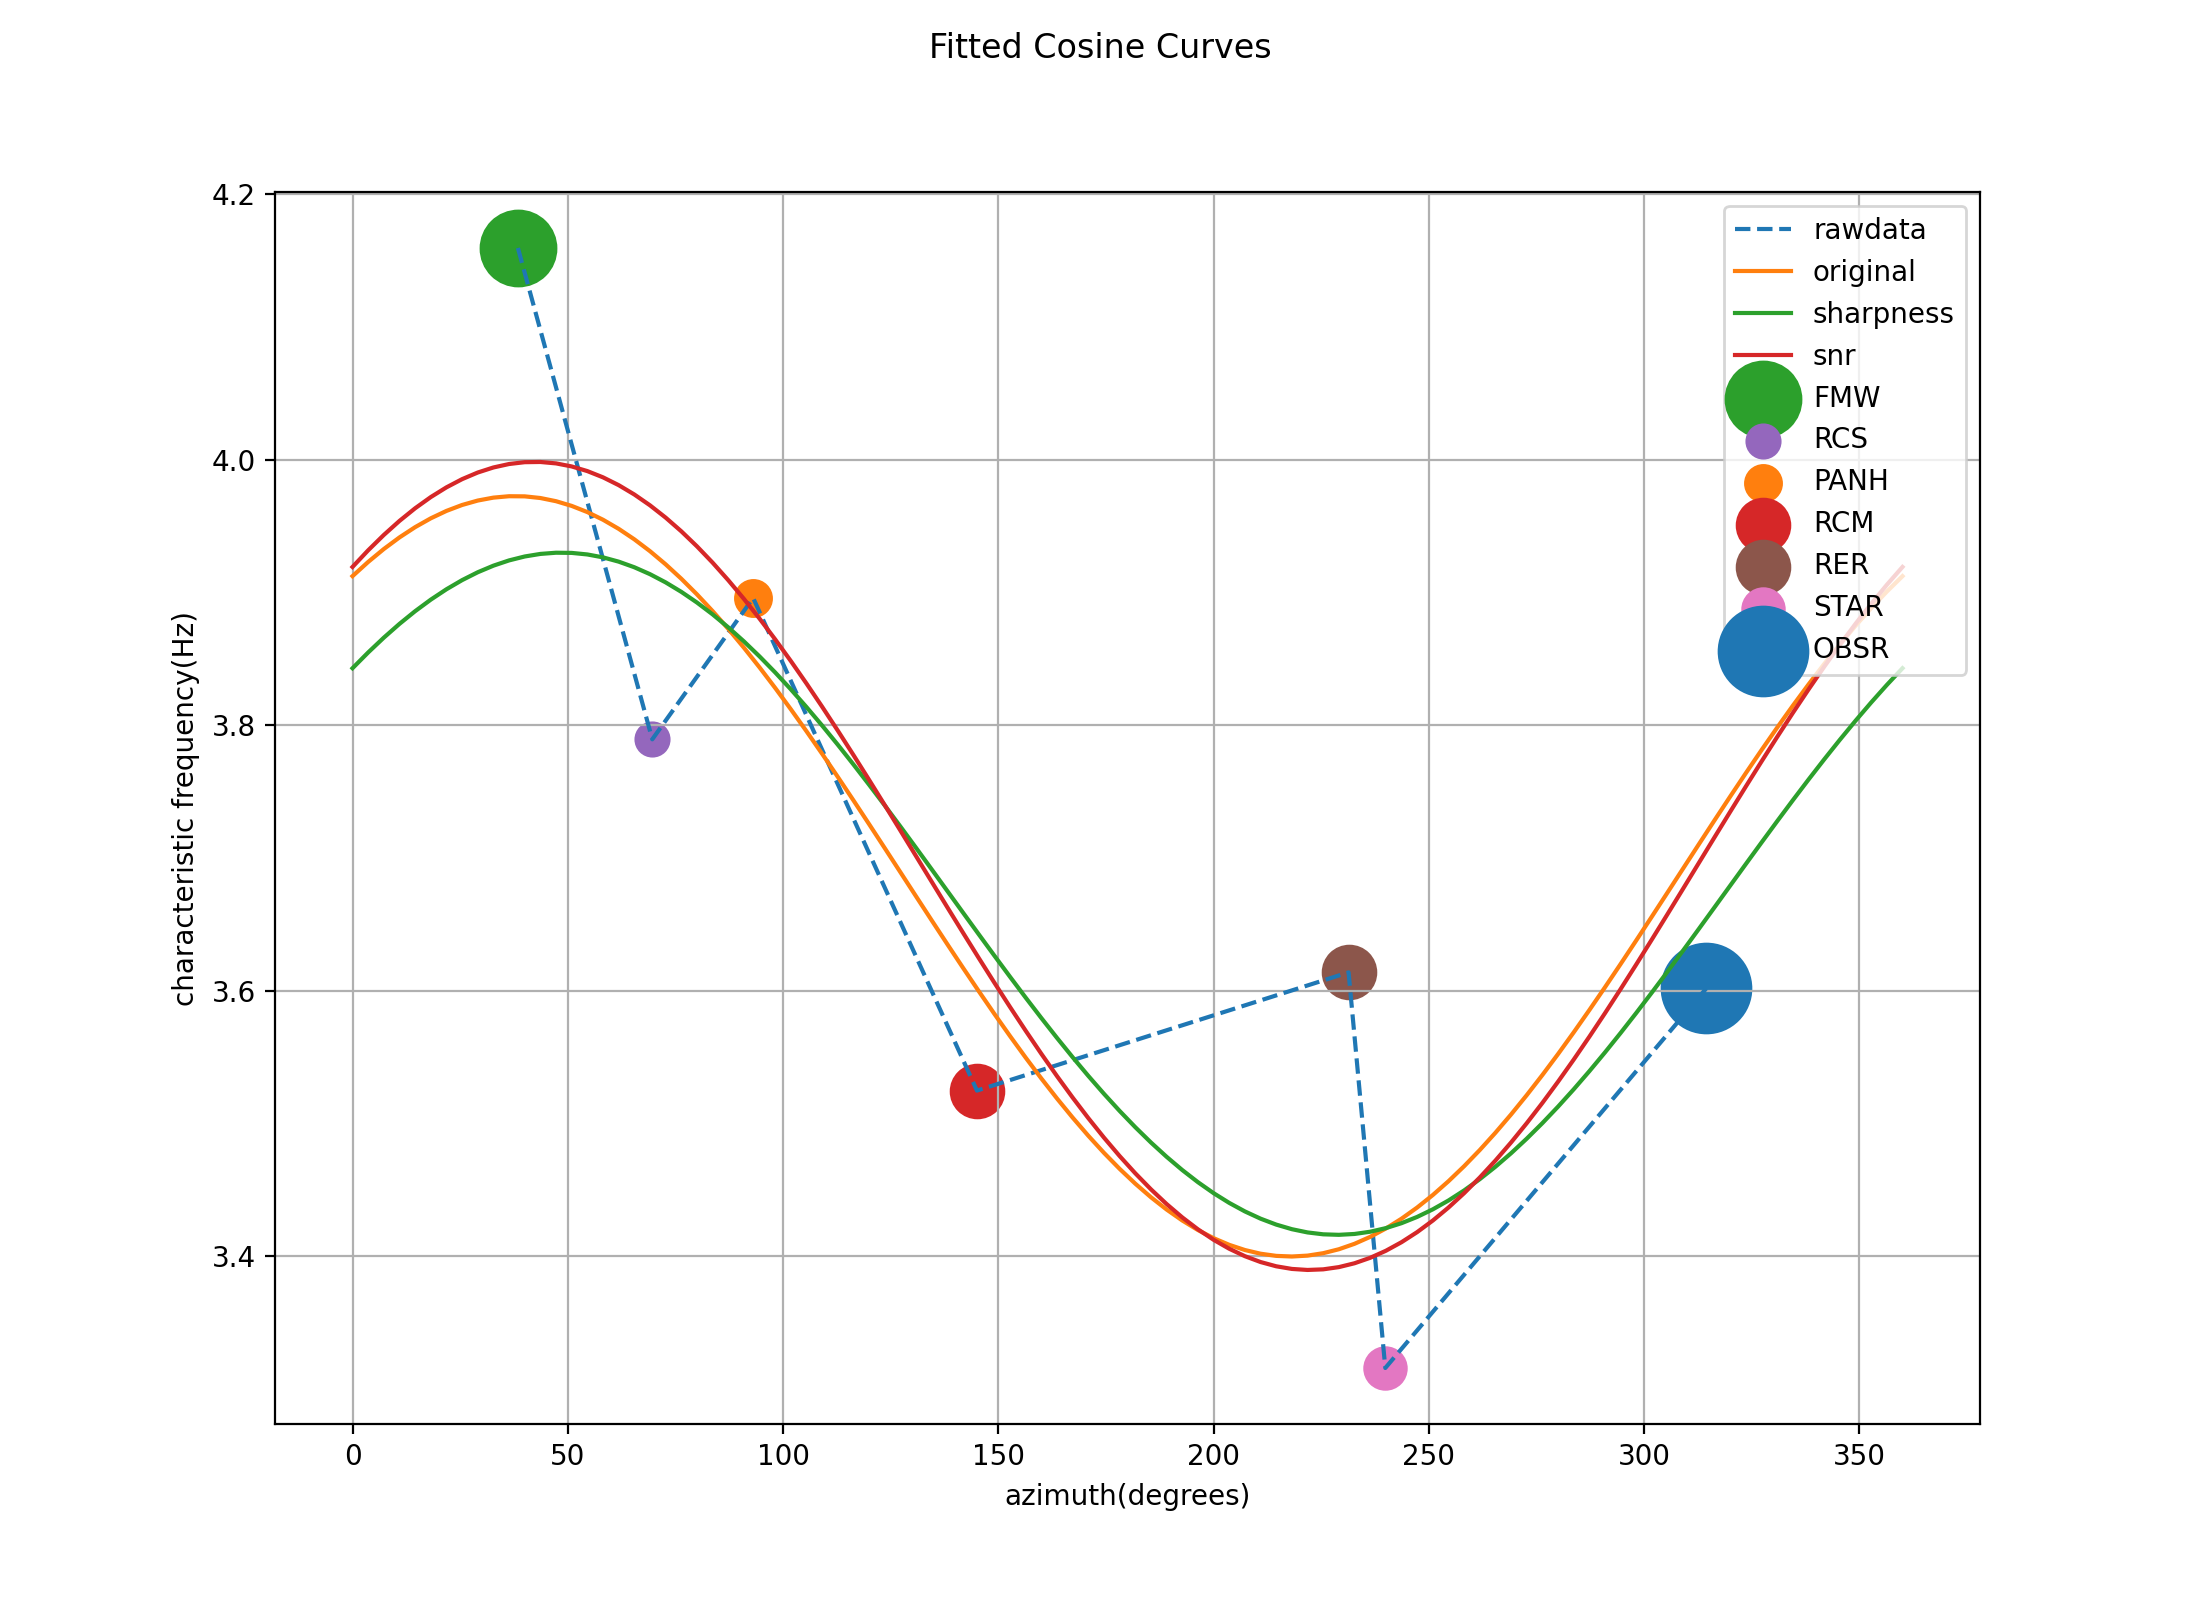 Fitted Cosine Curves
4.2
4.0
3.8
3.6
3.4
characteristic frequency(Hz)
rawdata
original
sharpness
snr
FMW
RCS
PANH
RCM
RER
STAR
OBSR
0 50 100 150 200 250 300 350
azimuth(degrees)